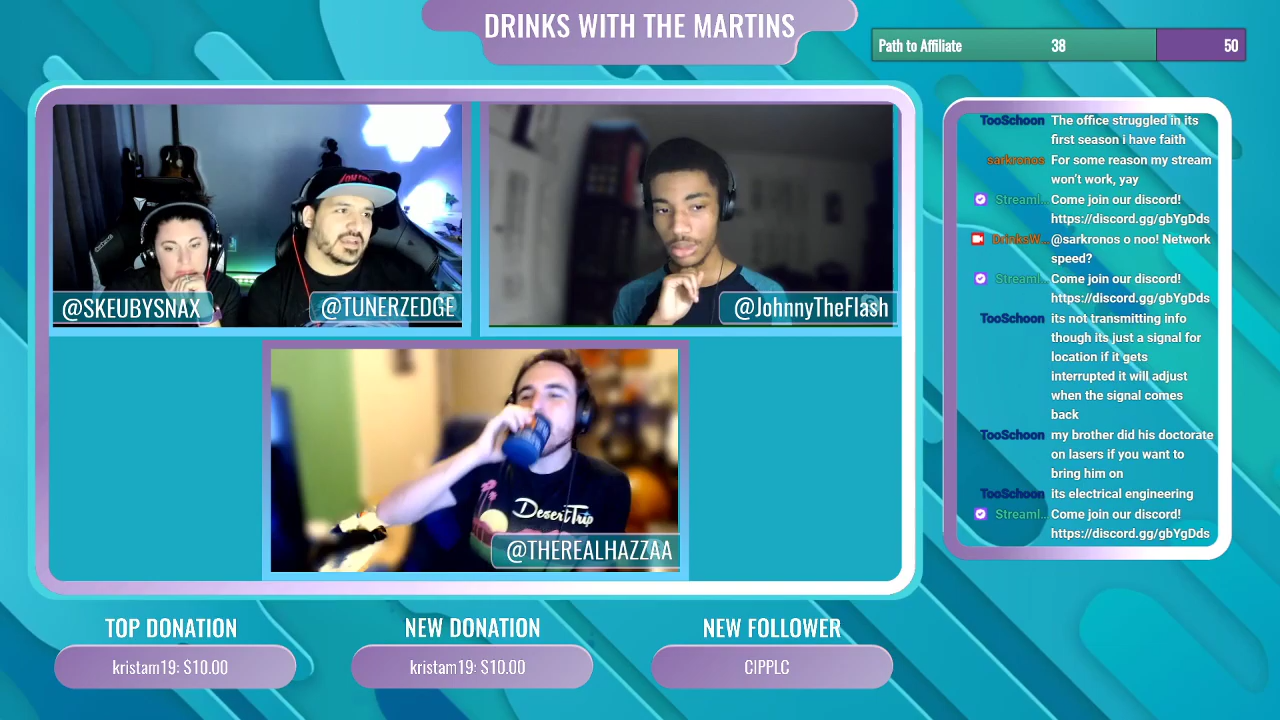 DRINKS WITH THE MARTINS
Path to Affiliate 38 50
@SKEUBYSNAX
@TUNERZEDGE
@JohnnyTheFlash
Desert Trip
@THEREALHAZZAA
TooSchoon The office struggled in its
first season i have faith
sarkronos For some reason my stream
won't work, yay
Streaml... Come join our discord!
https://discord.gg/gbYgDds
DrinksW... @sarkronos o noo! Network
speed?
Streaml... Come join our discord!
https://discord.gg/gbYgDds
TooSchoon its not transmitting info
though its just a signal for
location if it gets
interrupted it will adjust
when the signal comes
back
TooSchoon my brother did his doctorate
on lasers if you want to
bring him on
TooSchoon its electrical engineering
Streaml... Come join our discord!
https://discord.gg/gbYgDds
TOP DONATION
kristam19: $10.00
NEW DONATION
kristam19: $10.00
NEW FOLLOWER
CIPPLC